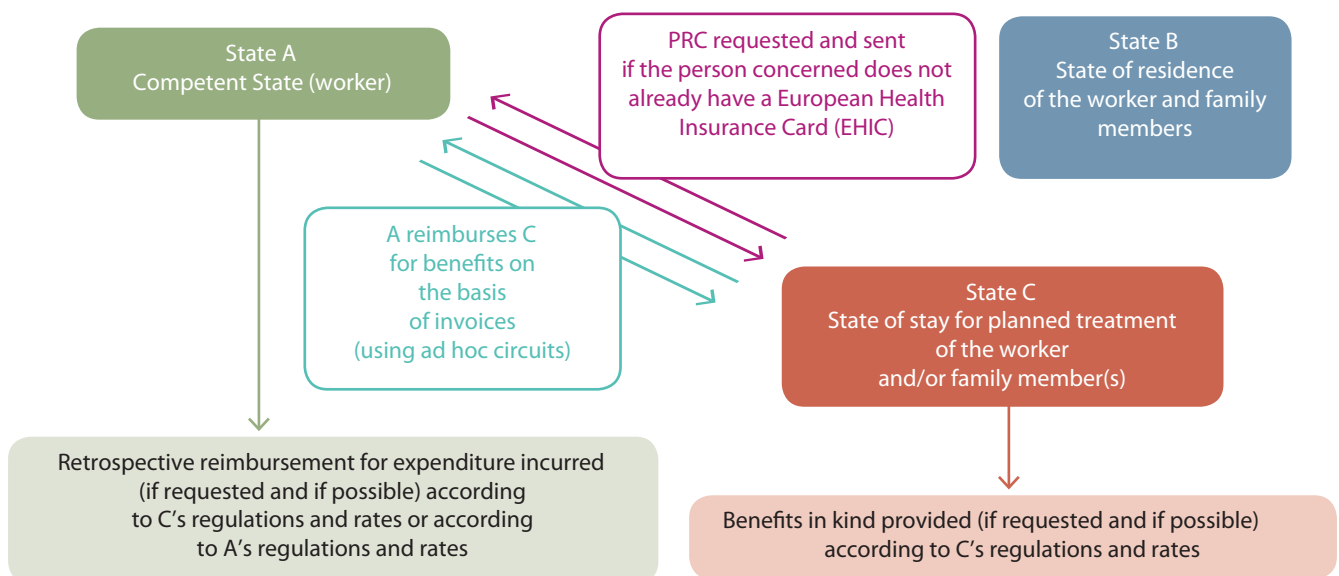 State A
Competent State (worker)
PRC requested and sent
if the person concerned does not
already have a European Health
Insurance Card (EHIC)
State B
State of residence
of the worker and family
members
A reimburses C
for benefits on
the basis
of invoices
(using ad hoc circuits)
State C
State of stay for planned treatment
of the worker
and/or family member(s)
Retrospective reimbursement for expenditure incurred
(if requested and if possible) according
to C’s regulations and rates or according
to A’s regulations and rates
Benefits in kind provided (if requested and if possible)
according to C’s regulations and rates